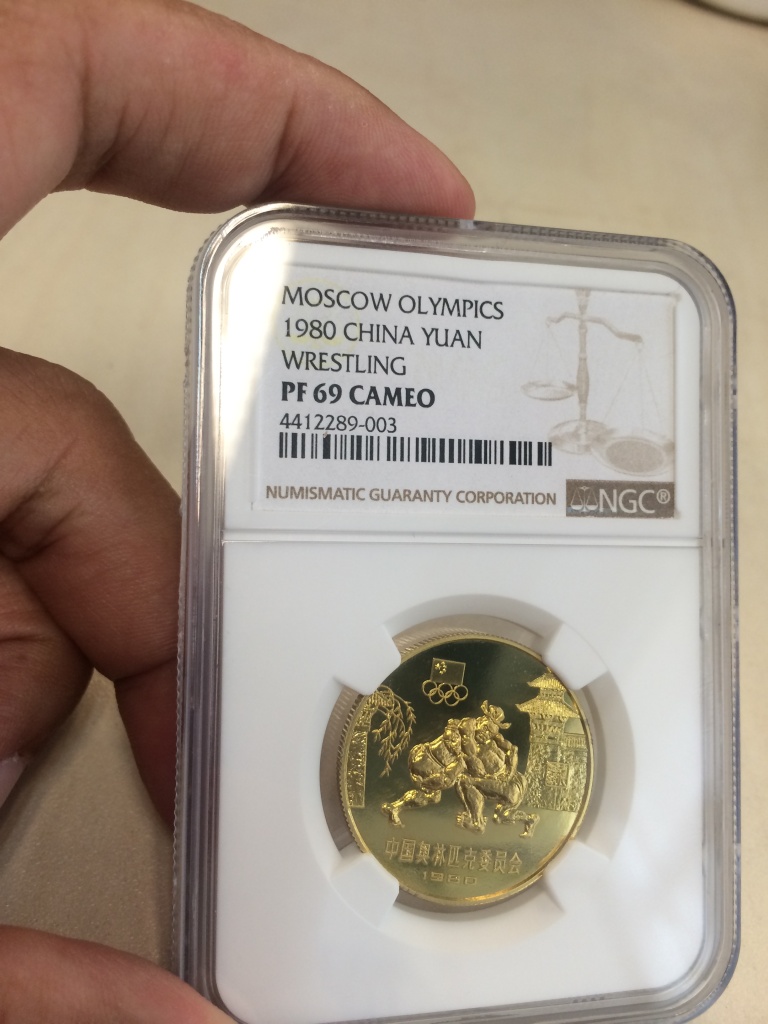 MOSCOW OLYMPICS
1980 CHINA YUAN
WRESTLING
PF 69 CAMEO
4412289-003
NUMISMATIC GUARANTY CORPORATION NGC®
中国奥林匹克委员会
1980